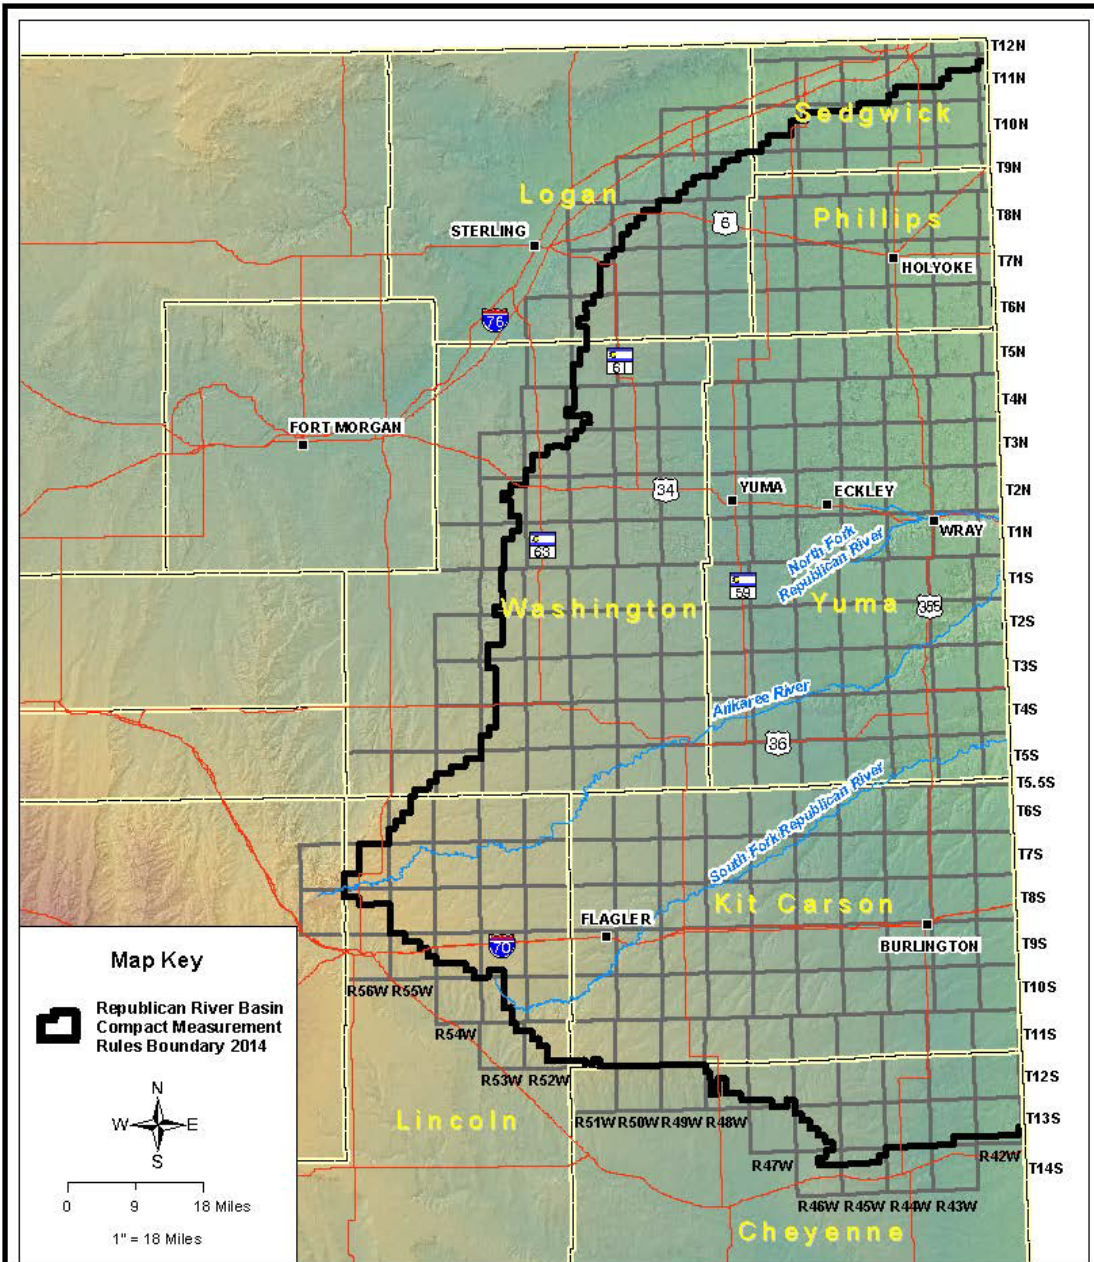 T12N
T11N
Sedgwick
T10N
T9N
Logan
T8N
Phillips
6
STERLING
HOLYOKE
T7N
T6N
76
T5N
61
T4N
FORT MORGAN
T3N
34
YUMA
ECKLEY
T2N
WRAY
T1N
63
North Fork
Republican River
T1S
59
Washington
Yuma
385
T2S
T3S
Arikaree River
T4S
36
T5S
T5.5S
T6S
South Fork Republican River
T7S
Kit Carson
T8S
FLAGLER
BURLINGTON
T9S
70
R56W
R55W
T10S
R54W
T11S
R53W
R52W
T12S
Lincoln
R51W
R50W
R49W
R48W
T13S
R47W
R42W
T14S
R46W
R45W
R44W
R43W
Cheyenne
Map Key
Republican River Basin
Compact Measurement
Rules Boundary 2014
N
W
E
S
0 9 18 Miles
1" = 18 Miles